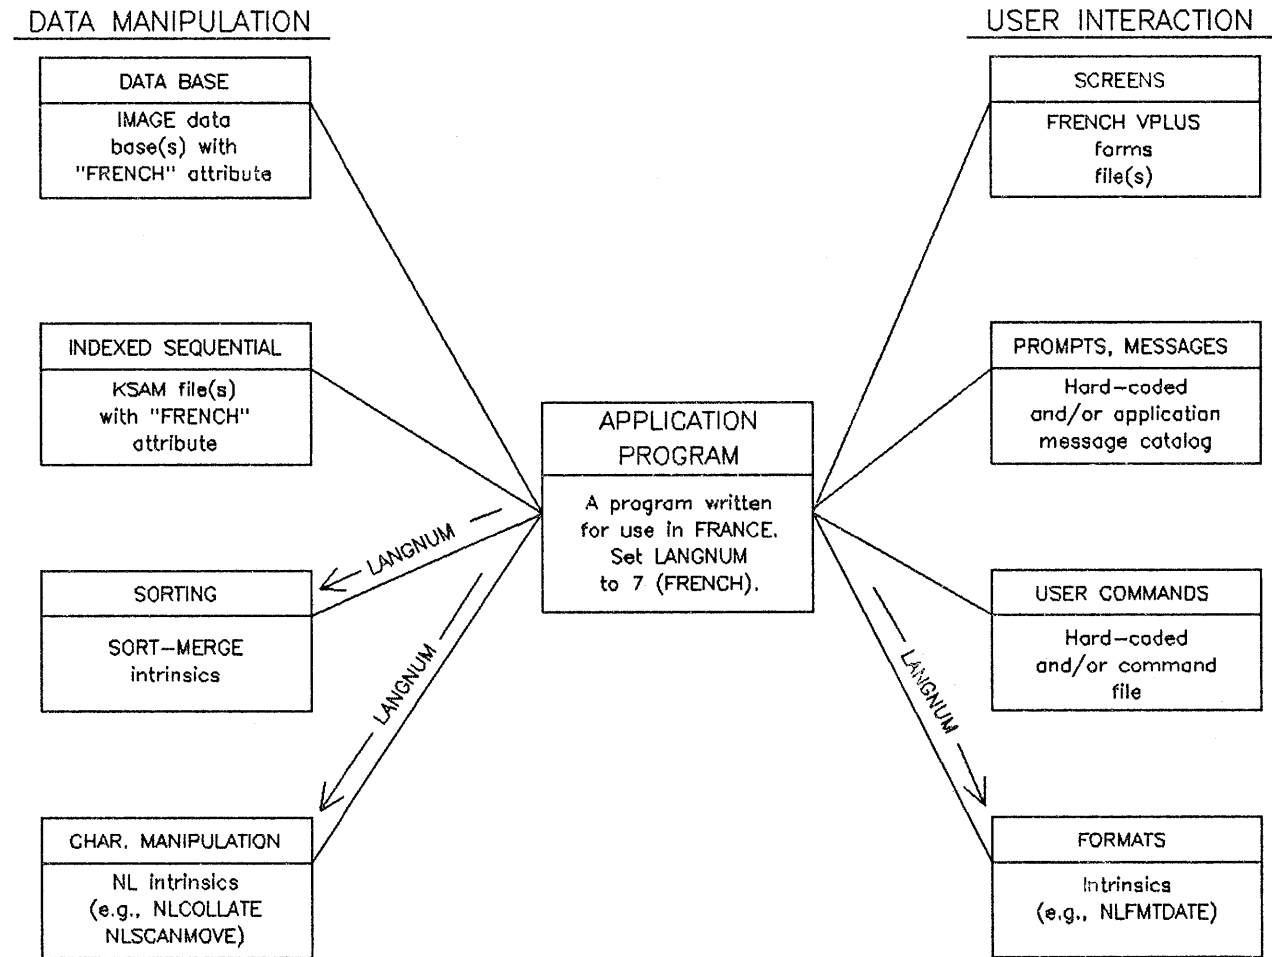 DATA MANIPULATION
DATA BASE
IMAGE data
base(s) with
"FRENCH" attribute
INDEXED SEQUENTIAL
KSAM file(s)
with "FRENCH"
attribute
SORTING
SORT-MERGE
intrinsics
CHAR. MANIPULATION
NL intrinsics
(e.g., NLCOLLATE
NLSCANMOVE)
LANGNUM
LANGNUM
APPLICATION
PROGRAM
A program written
for use in FRANCE.
Set LANGNUM
to 7 (FRENCH).
LANGNUM
USER INTERACTION
SCREENS
FRENCH VPLUS
forms
file(s)
PROMPTS, MESSAGES
Hard-coded
and/or application
message catalog
USER COMMANDS
Hard-coded
and/or command
file
FORMATS
Intrinsics
(e.g., NLFMTDATE)